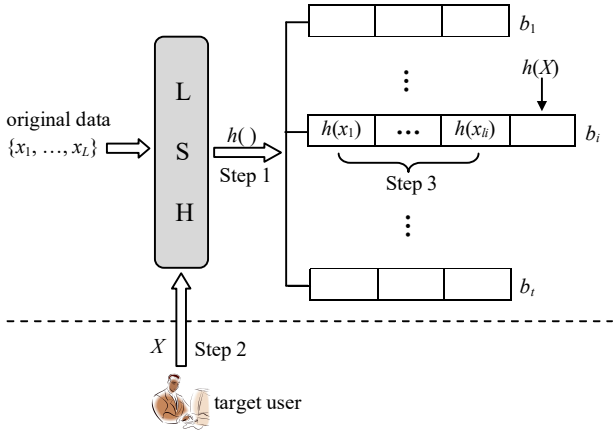 b1
L
S
H
original data
{x1, …, xL}
h( )
Step 1
h(X)
h(x1) ... h(xli) bi
Step 3
bt
X
Step 2
target user